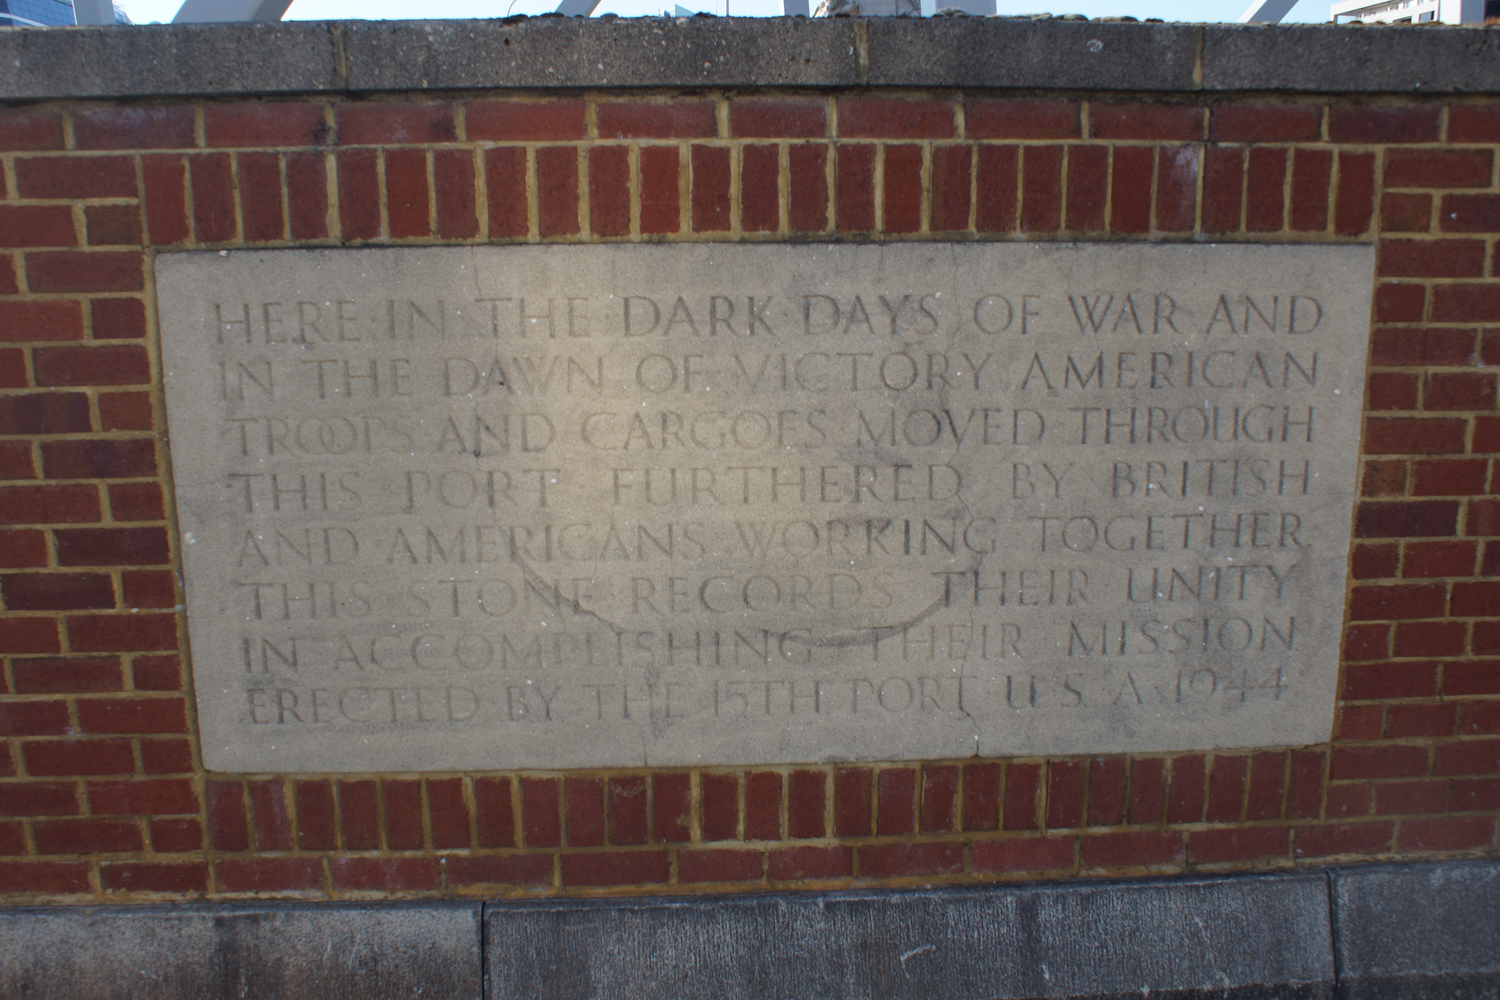 HERE IN THE DARK DAYS OF WAR AND
IN THE DAWN OF VICTORY AMERICAN
TROOPS AND CARGOES MOVED THROUGH
THIS PORT FURTHERED BY BRITISH
AND AMERICANS WORKING TOGETHER
THIS STONE RECORDS THEIR UNITY
IN ACCOMPLISHING THEIR MISSION
ERECTED BY THE 15TH PORT U·S·A·1944